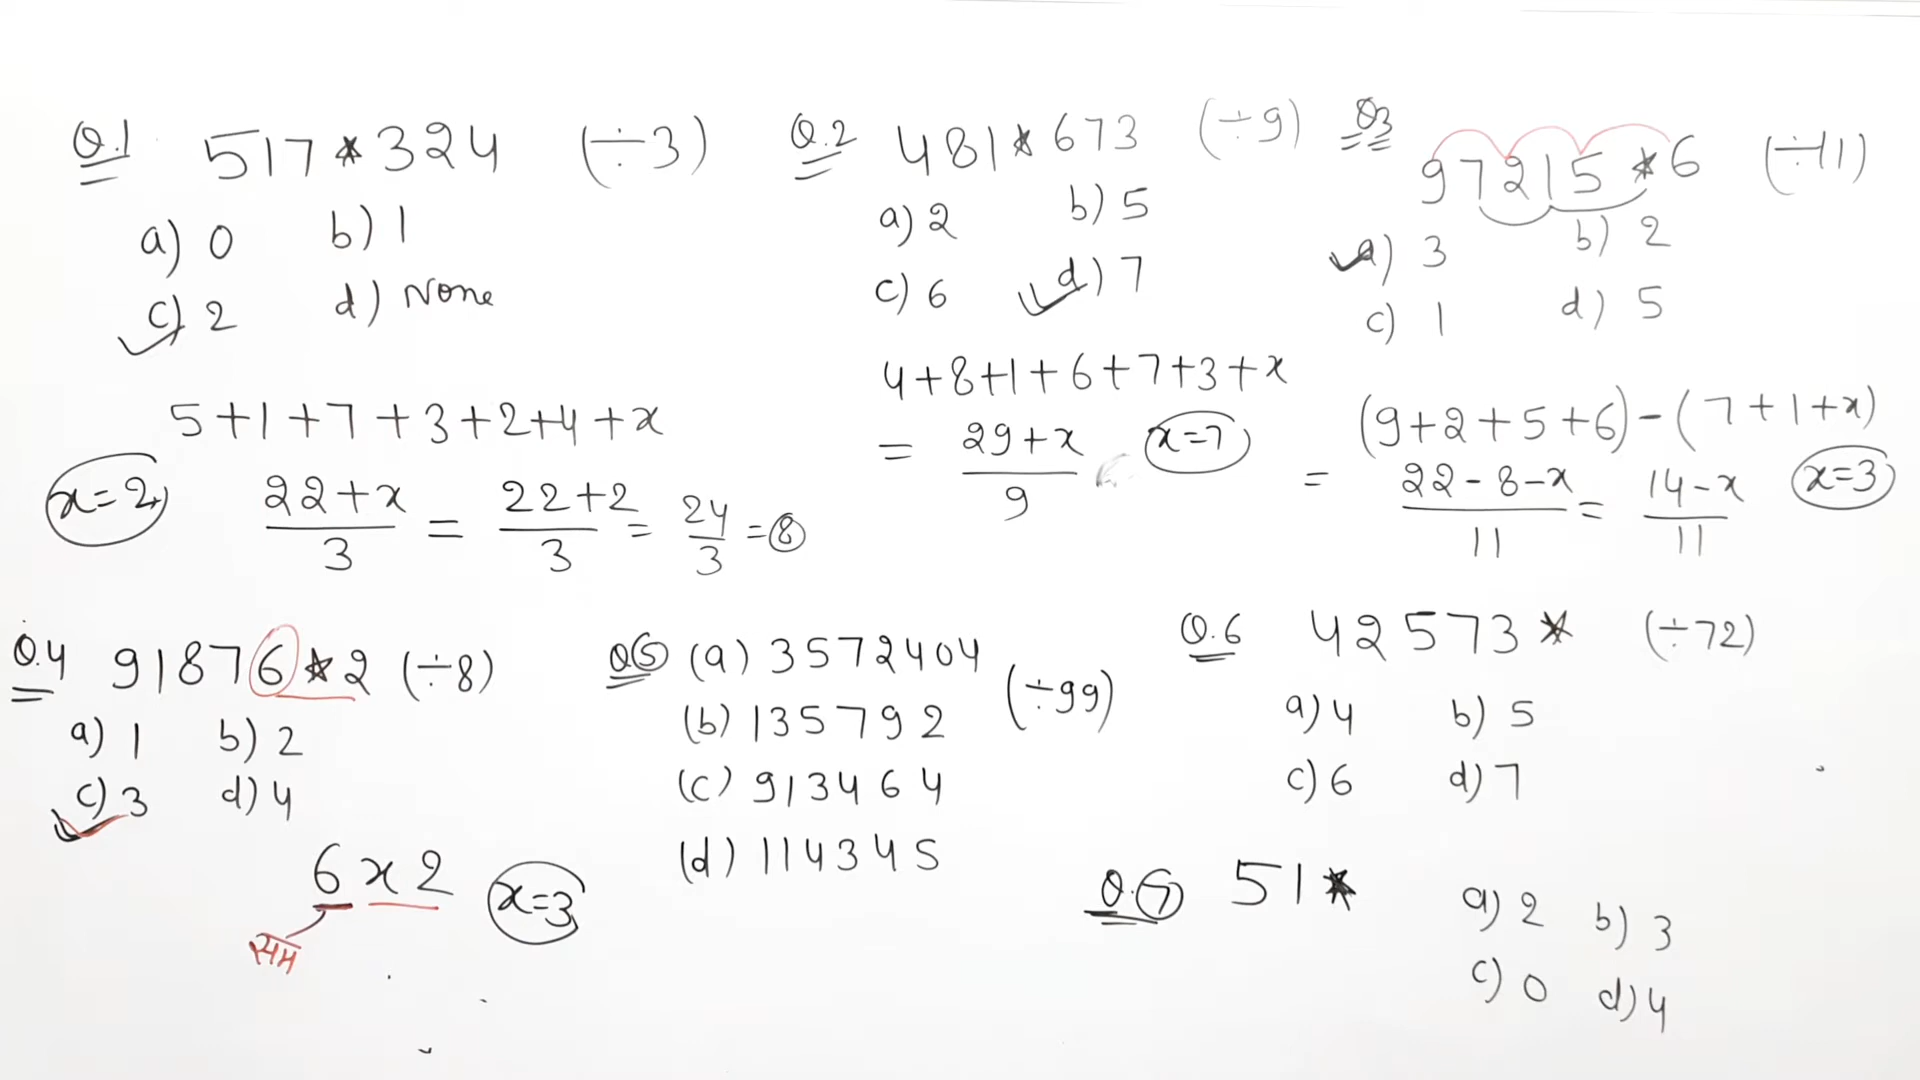 Q.1 517*324 (÷3)
a) 0 b) 1
c) 2 d) None
5+1+7+3+2+4+x
x=2 22+x/3 = 22+2/3 = 24/3 = 8
Q.2 481*673 (÷9)
a) 2 b) 5
c) 6 d) 7
4+8+1+6+7+3+x
= 29+x/9 x=7
Q3 97215*6 (÷11)
a) 3 b) 2
c) 1 d) 5
(9+2+5+6)-(7+1+x)
= 22-8-x/11 = 14-x/11 x=3
Q.4 91876*2 (÷8)
a) 1 b) 2
c) 3 d) 4
6x2 x=3
सम
Q5 (a) 3572404 (÷99)
(b) 135792
(c) 913464
(d) 114345
Q.6 42573* (÷72)
a) 4 b) 5
c) 6 d) 7
Q.7 51* a) 2 b) 3
c) 0 d) 4